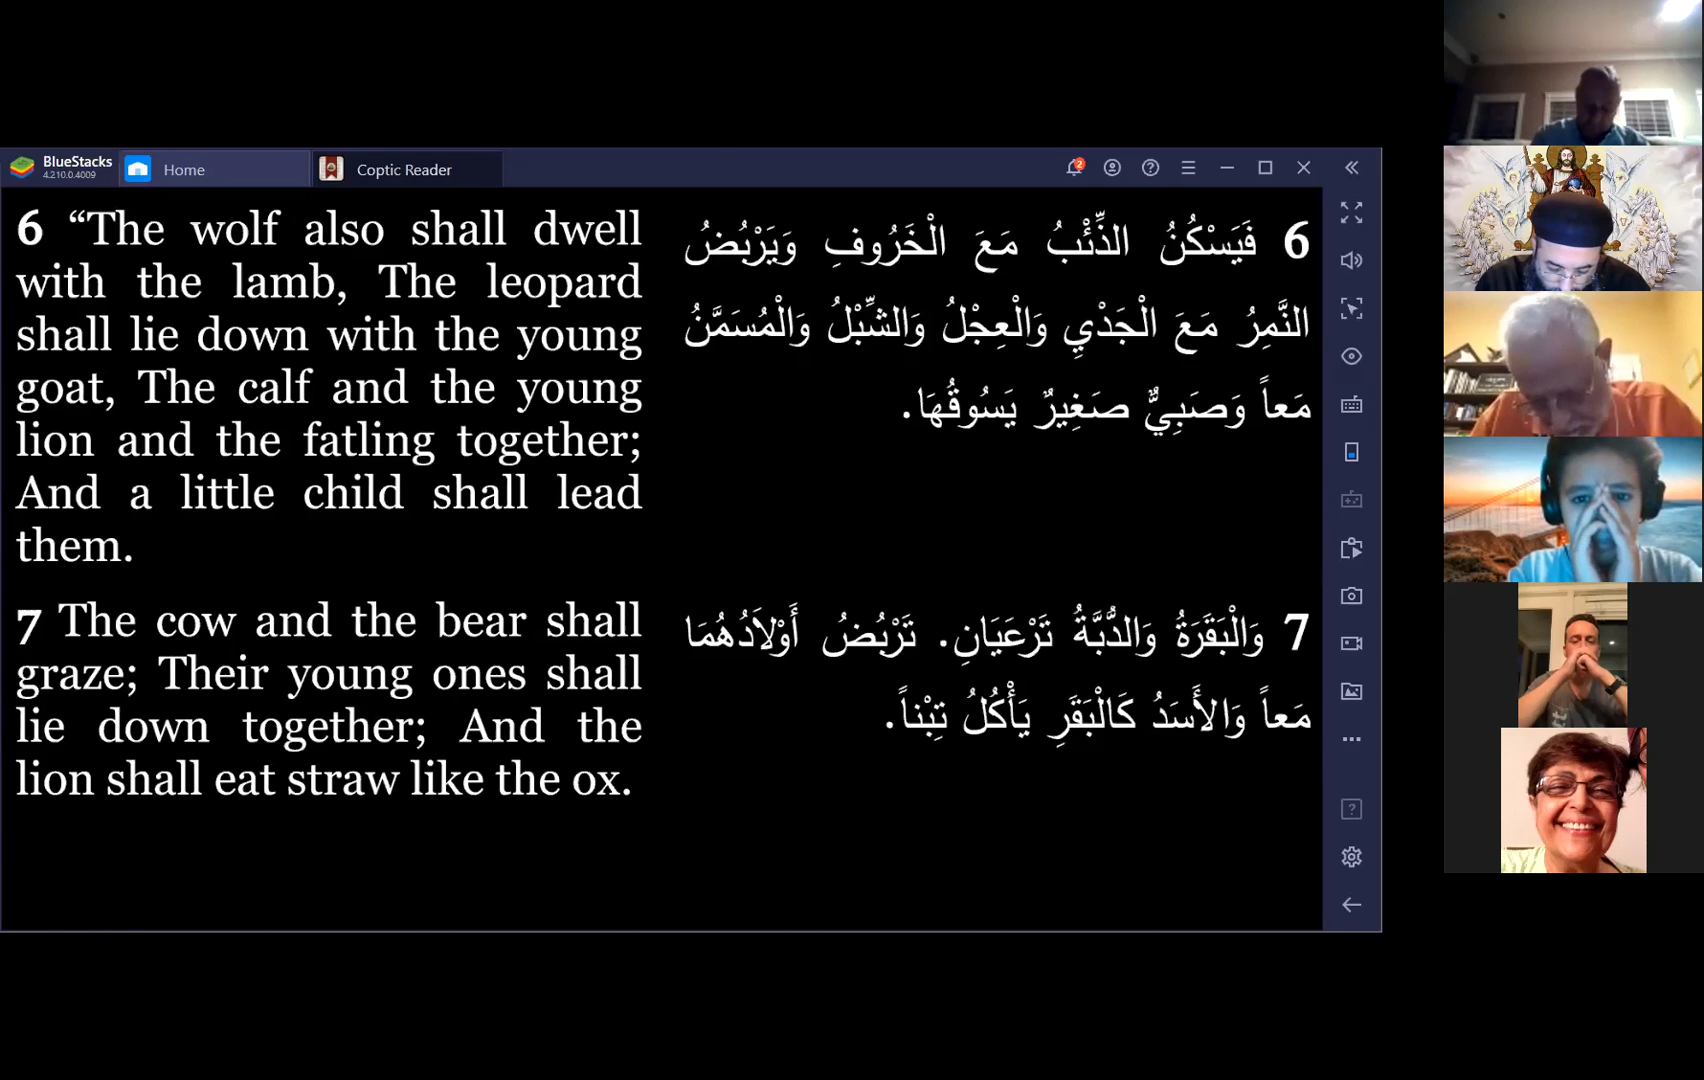 BlueStacks
4.210.0.4009
Home
Coptic Reader
2
6 “The wolf also shall dwell
with the lamb, The leopard
shall lie down with the young
goat, The calf and the young
lion and the fatling together;
And a little child shall lead
them.
6 فَيَسْكُنُ الذِّئْبُ مَعَ الْخَرُوفِ وَيَرْبُضُ
النَّمِرُ مَعَ الْجَدْيِ وَالْعِجْلُ وَالشِّبْلُ وَالْمُسَمَّنُ
مَعاً وَصَبِيٌّ صَغِيرٌ يَسُوقُهَا.
7 The cow and the bear shall
graze; Their young ones shall
lie down together; And the
lion shall eat straw like the ox.
7 وَالْبَقَرَةُ وَالدُّبَّةُ تَرْعَيَانِ. تَرْبُضُ أَوْلاَدُهُمَا
مَعاً وَالأَسَدُ كَالْبَقَرِ يَأْكُلُ تِبْناً.